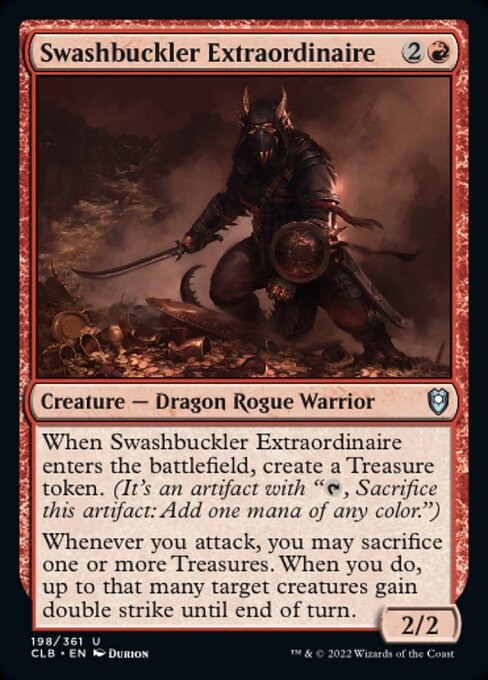 Swashbuckler Extraordinaire 2
Creature — Dragon Rogue Warrior
When Swashbuckler Extraordinaire
enters the battlefield, create a Treasure
token. (It's an artifact with “, Sacrifice
this artifact: Add one mana of any color.”)
Whenever you attack, you may sacrifice
one or more Treasures. When you do,
up to that many target creatures gain
double strike until end of turn.
2/2
198/361 U
CLB • EN Durion
™ & © 2022 Wizards of the Coast